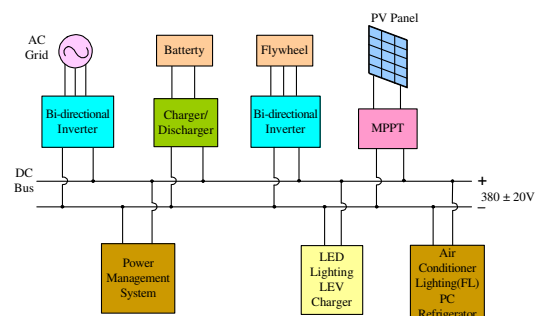 PV Panel
AC
Grid
Batterty
Flywheel
Bi-directional
Inverter
Charger/
Discharger
Bi-directional
Inverter
MPPT
DC
Bus
+
380 ± 20V
−
Power
Management
System
LED
Lighting
LEV
Charger
Air
Conditioner
Lighting(FL)
PC
Refrigerator